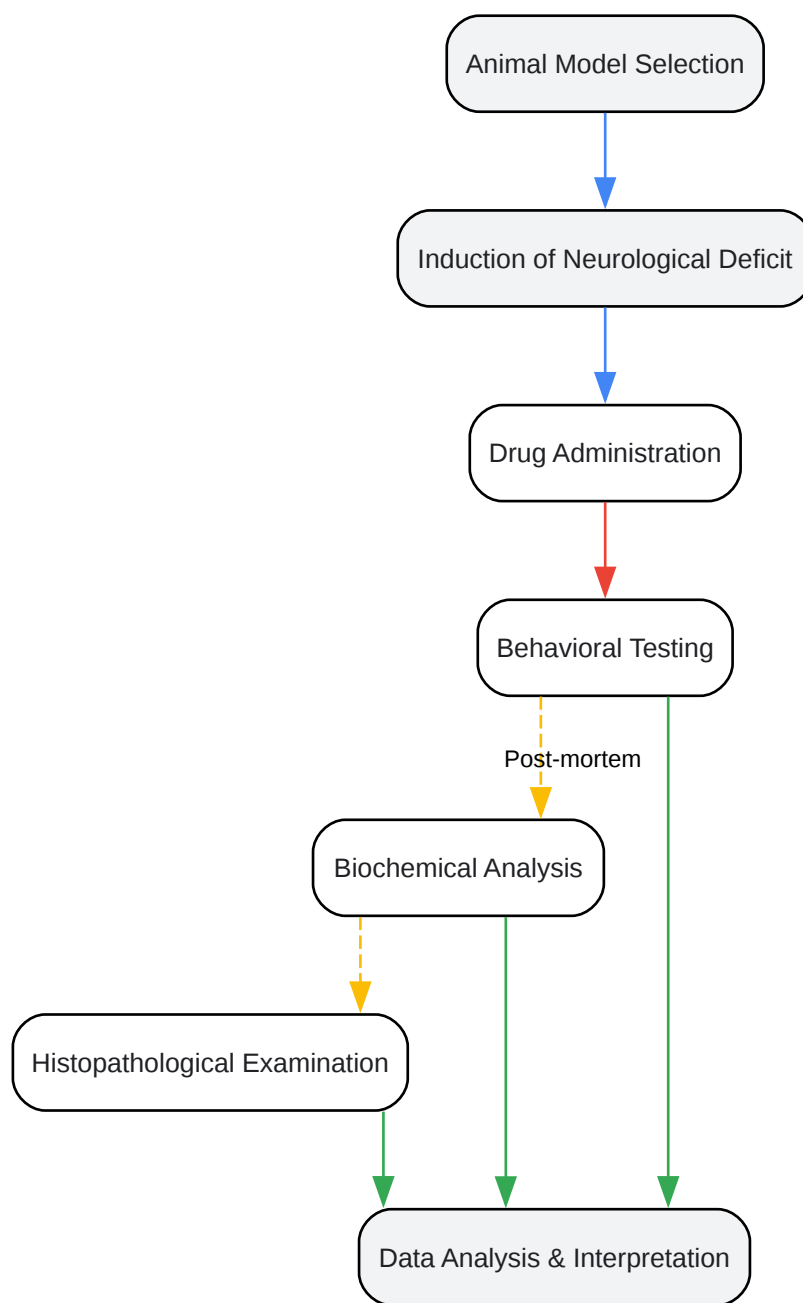 Animal Model Selection
Induction of Neurological Deficit
Drug Administration
Behavioral Testing
Post-mortem
Biochemical Analysis
Histopathological Examination
Data Analysis & Interpretation